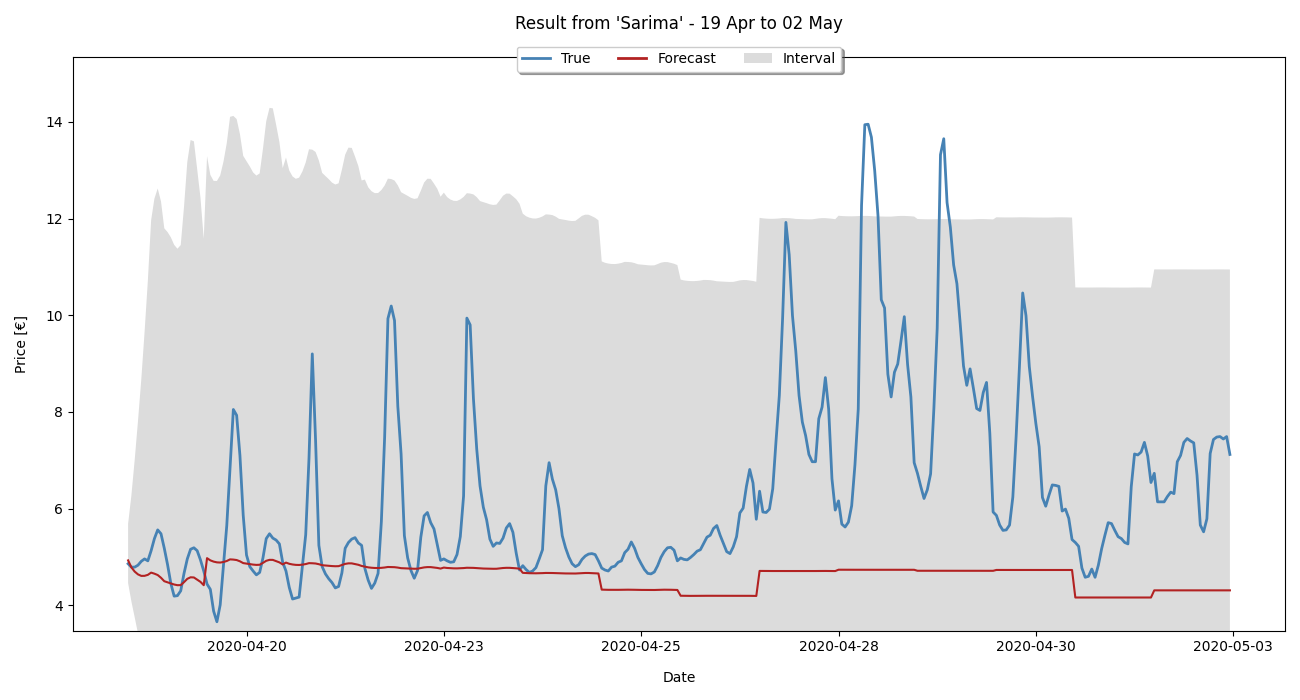 Result from 'Sarima' - 19 Apr to 02 May
True Forecast Interval
14
12
10
8
6
4
Price [€]
2020-04-20 2020-04-23 2020-04-25 2020-04-28 2020-04-30 2020-05-03
Date